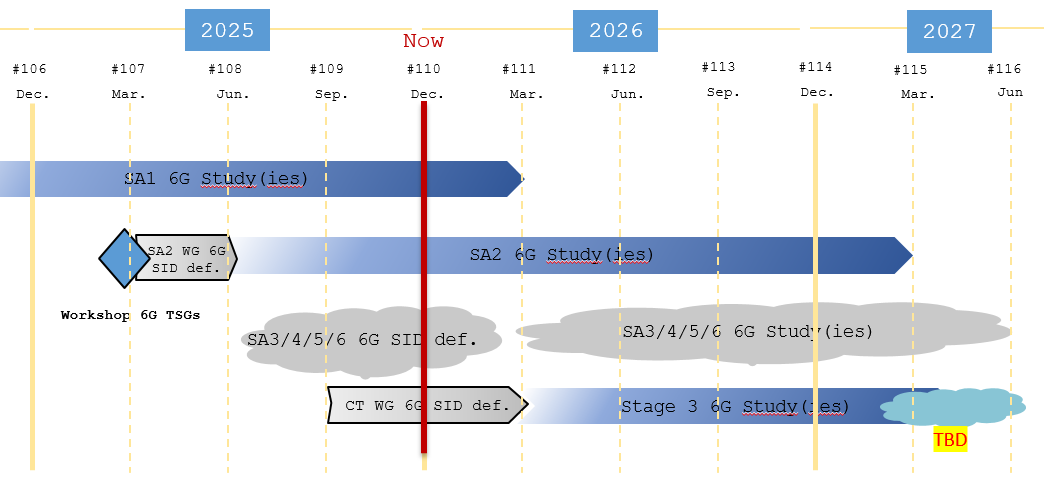 2025
2026
2027
Now
#106
#107
#108
#109
#110
#111
#112
#113
#114
#115
#116
Dec.
Mar.
Jun.
Sep.
Dec.
Mar.
Jun.
Sep.
Dec.
Mar.
Jun
SA1 6G Study(ies)
SA2 WG 6G
SID def.
SA2 6G Study(ies)
Workshop 6G TSGs
SA3/4/5/6 6G SID def.
SA3/4/5/6 6G Study(ies)
CT WG 6G SID def.
Stage 3 6G Study(ies)
TBD